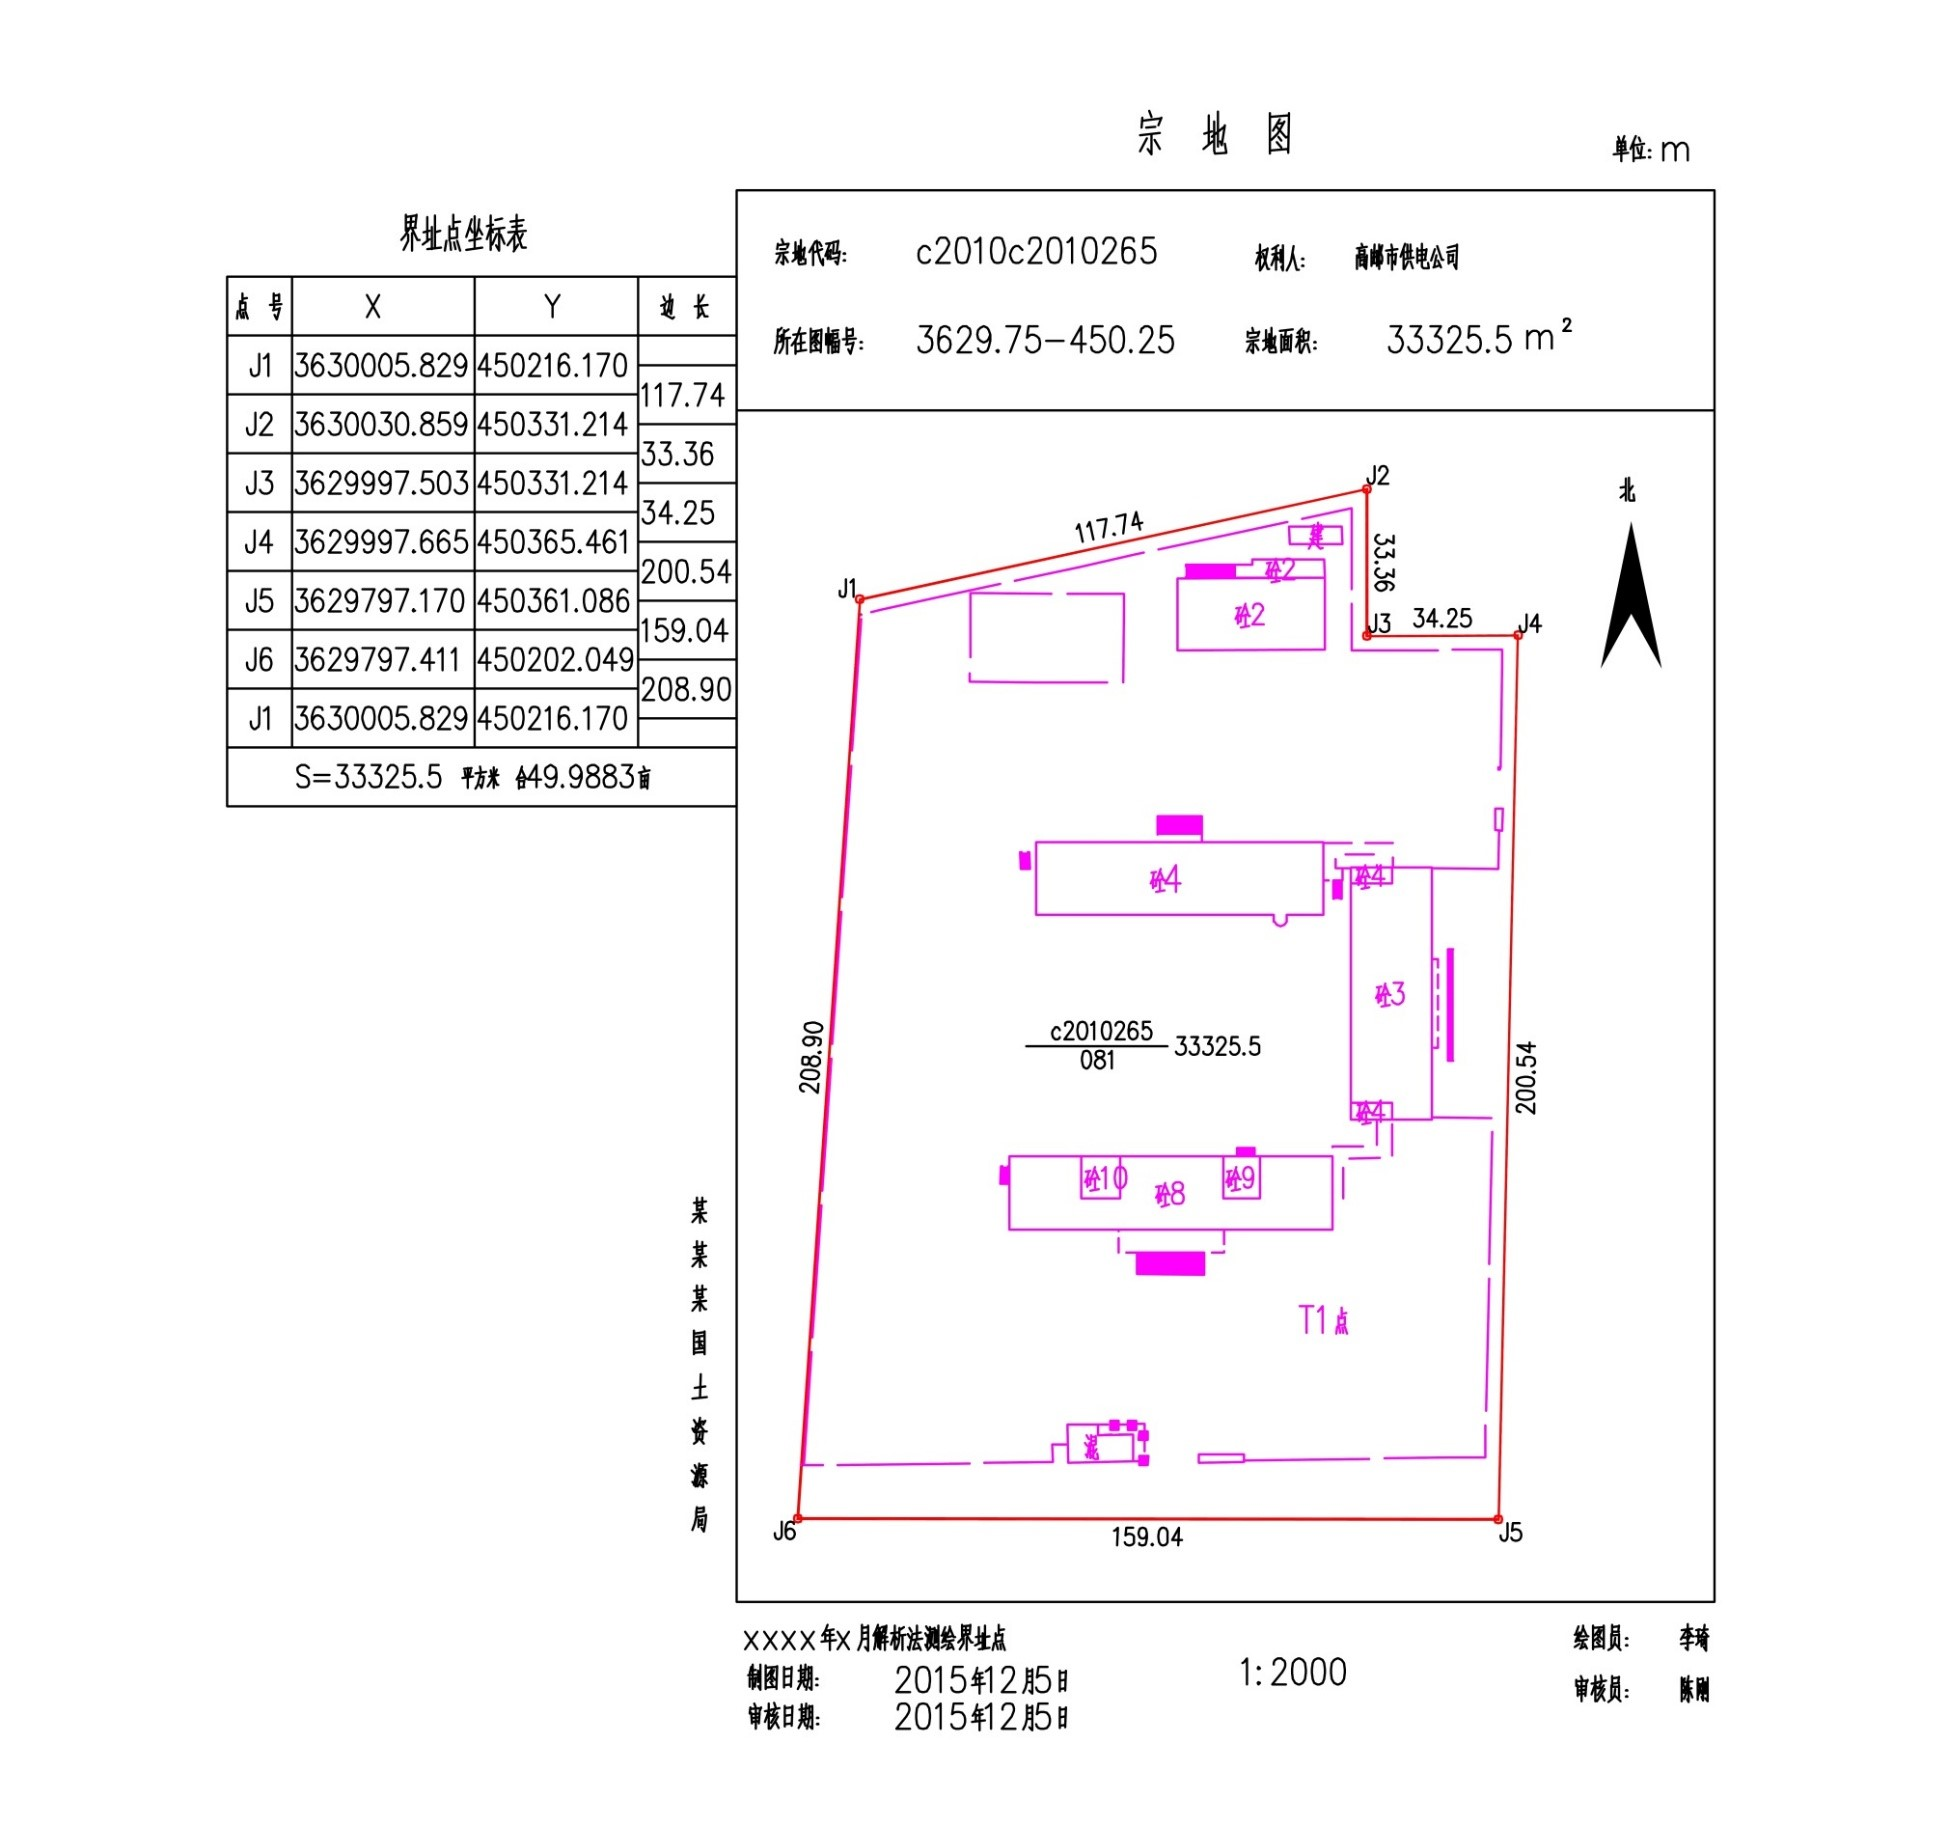 宗 地 图
单位: m
界址点坐标表
点 号 X Y 边 长
J1 3630005.829 450216.170
117.74
J2 3630030.859 450331.214
33.36
J3 3629997.503 450331.214
34.25
J4 3629997.665 450365.461
200.54
J5 3629797.170 450361.086
159.04
J6 3629797.411 450202.049
208.90
J1 3630005.829 450216.170
S=33325.5 平方米 合49.9883亩
宗地代码: c2010c2010265 权利人: 高邮市供电公司
所在图幅号: 3629.75-450.25 宗地面积: 33325.5 m²
J2
北
117.74
建
33.36
砼2
J1
砼2
J3 34.25 J4
砼4
砼4
砼3
c2010265
081
33325.5
208.90
200.54
砼4
砼10
砼8
砼9
T1点
混
J6
159.04
J5
某某某国土资源局
××××年×月解析法测绘界址点
制图日期: 2015年12月5日
审核日期: 2015年12月5日
1:2000
绘图员: 李琦
审核员: 陈刚